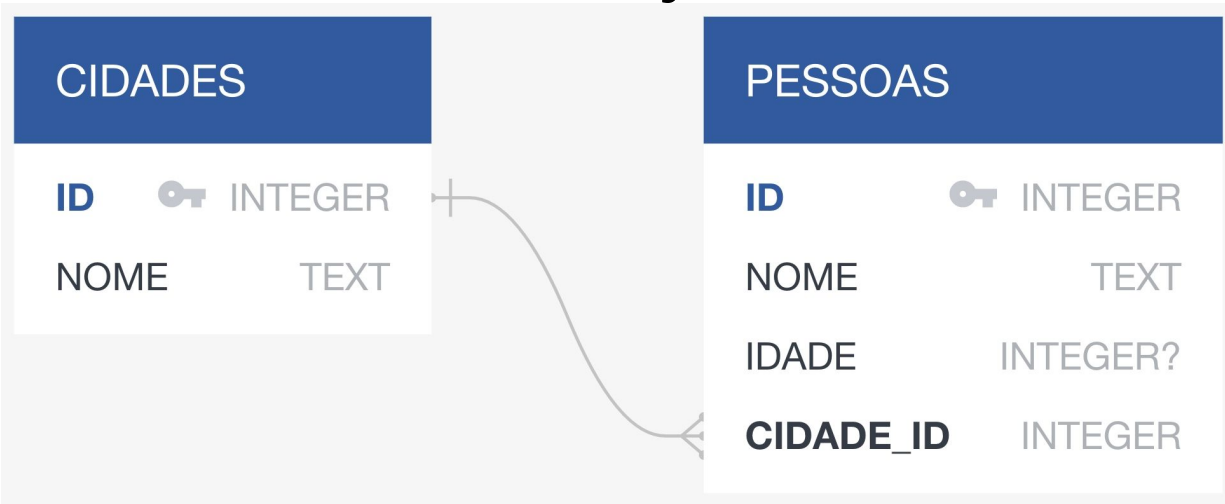 CIDADES
ID INTEGER
NOME TEXT
PESSOAS
ID INTEGER
NOME TEXT
IDADE INTEGER?
CIDADE_ID INTEGER